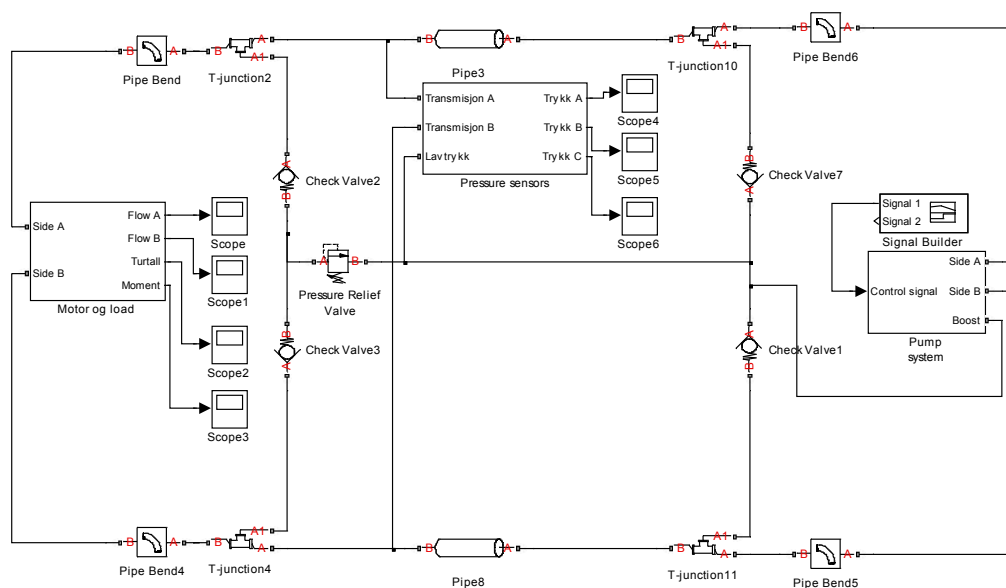 B A B A B A B A B A
A1 A1
Pipe Bend
T-junction2
Pipe3
T-junction10
Pipe Bend6
Transmisjon A
Trykk A
Scope4
Transmisjon B
Trykk B
Lavtrykk
Trykk C
Scope5
Pressure sensors
Scope6
A
Check Valve2
B
B
Check Valve7
A
Signal 1
Signal 2
Signal Builder
Side A
Side B
Flow A
Flow B
Turtall
Moment
Motor og load
Scope
Scope1
Scope2
Scope3
A B
Pressure Relief
Valve
Control signal
Side A
Side B
Boost
Pump
system
B
Check Valve3
A
A
Check Valve1
B
A1 A1
B A B A B A B A B A
Pipe Bend4
T-junction4
Pipe8
T-junction11
Pipe Bend5